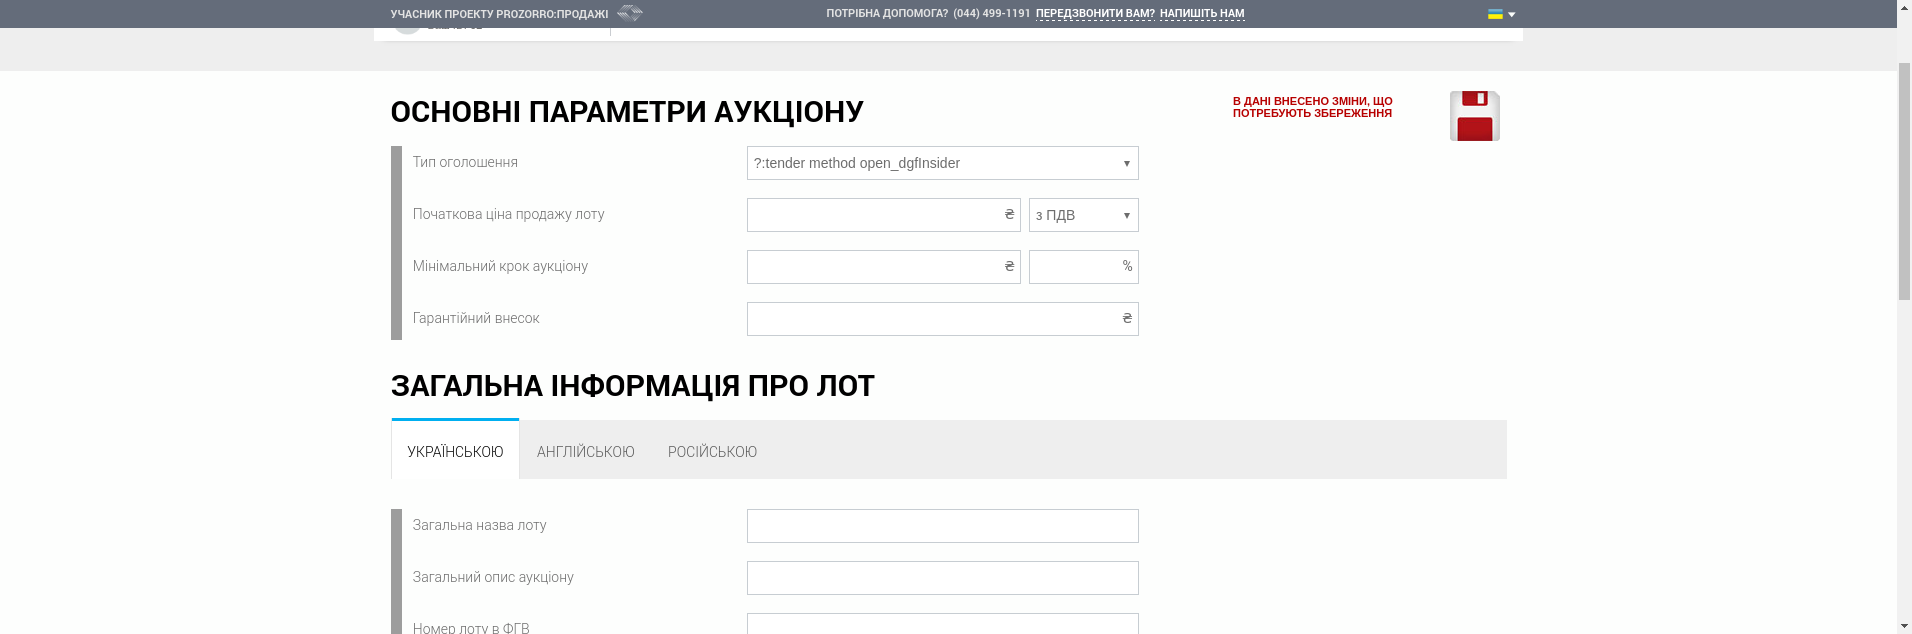 УЧАСНИК ПРОЕКТУ PROZORRO:ПРОДАЖІ
ПОТРІБНА ДОПОМОГА? (044) 499-1191 ПЕРЕДЗВОНИТИ ВАМ? НАПИШІТЬ НАМ
ОСНОВНІ ПАРАМЕТРИ АУКЦІОНУ
В ДАНІ ВНЕСЕНО ЗМІНИ, ЩО
ПОТРЕБУЮТЬ ЗБЕРЕЖЕННЯ
Тип оголошення
?:tender method open_dgfInsider
Початкова ціна продажу лоту
₴
з ПДВ
Мінімальний крок аукціону
₴
%
Гарантійний внесок
₴
ЗАГАЛЬНА ІНФОРМАЦІЯ ПРО ЛОТ
УКРАЇНСЬКОЮ АНГЛІЙСЬКОЮ РОСІЙСЬКОЮ
Загальна назва лоту
Загальний опис аукціону
Номер лоту в ФГВ